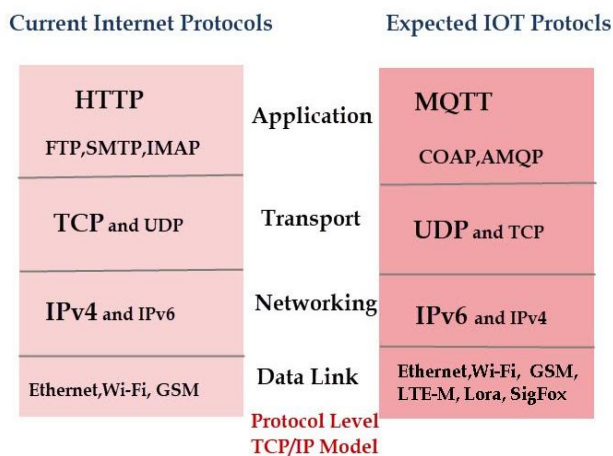 Current Internet Protocols
Expected IOT Protocls
HTTP
FTP,SMTP,IMAP
Application
MQTT
COAP,AMQP
TCP and UDP
Transport
UDP and TCP
IPv4 and IPv6
Networking
IPv6 and IPv4
Ethernet,Wi-Fi, GSM
Data Link
Ethernet,Wi-Fi, GSM,
LTE-M, Lora, SigFox
Protocol Level
TCP/IP Model